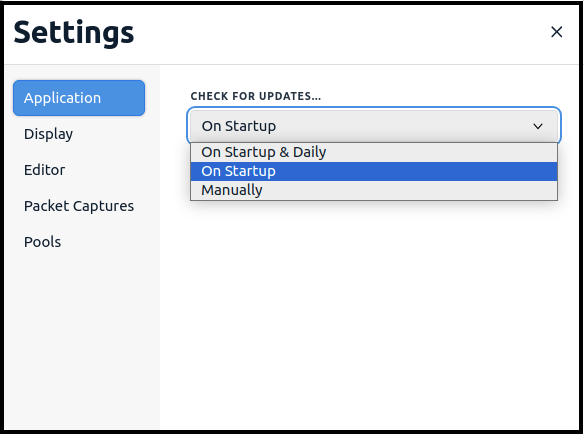 Settings
Application
Display
Editor
Packet Captures
Pools
CHECK FOR UPDATES...
On Startup
On Startup & Daily
On Startup
Manually